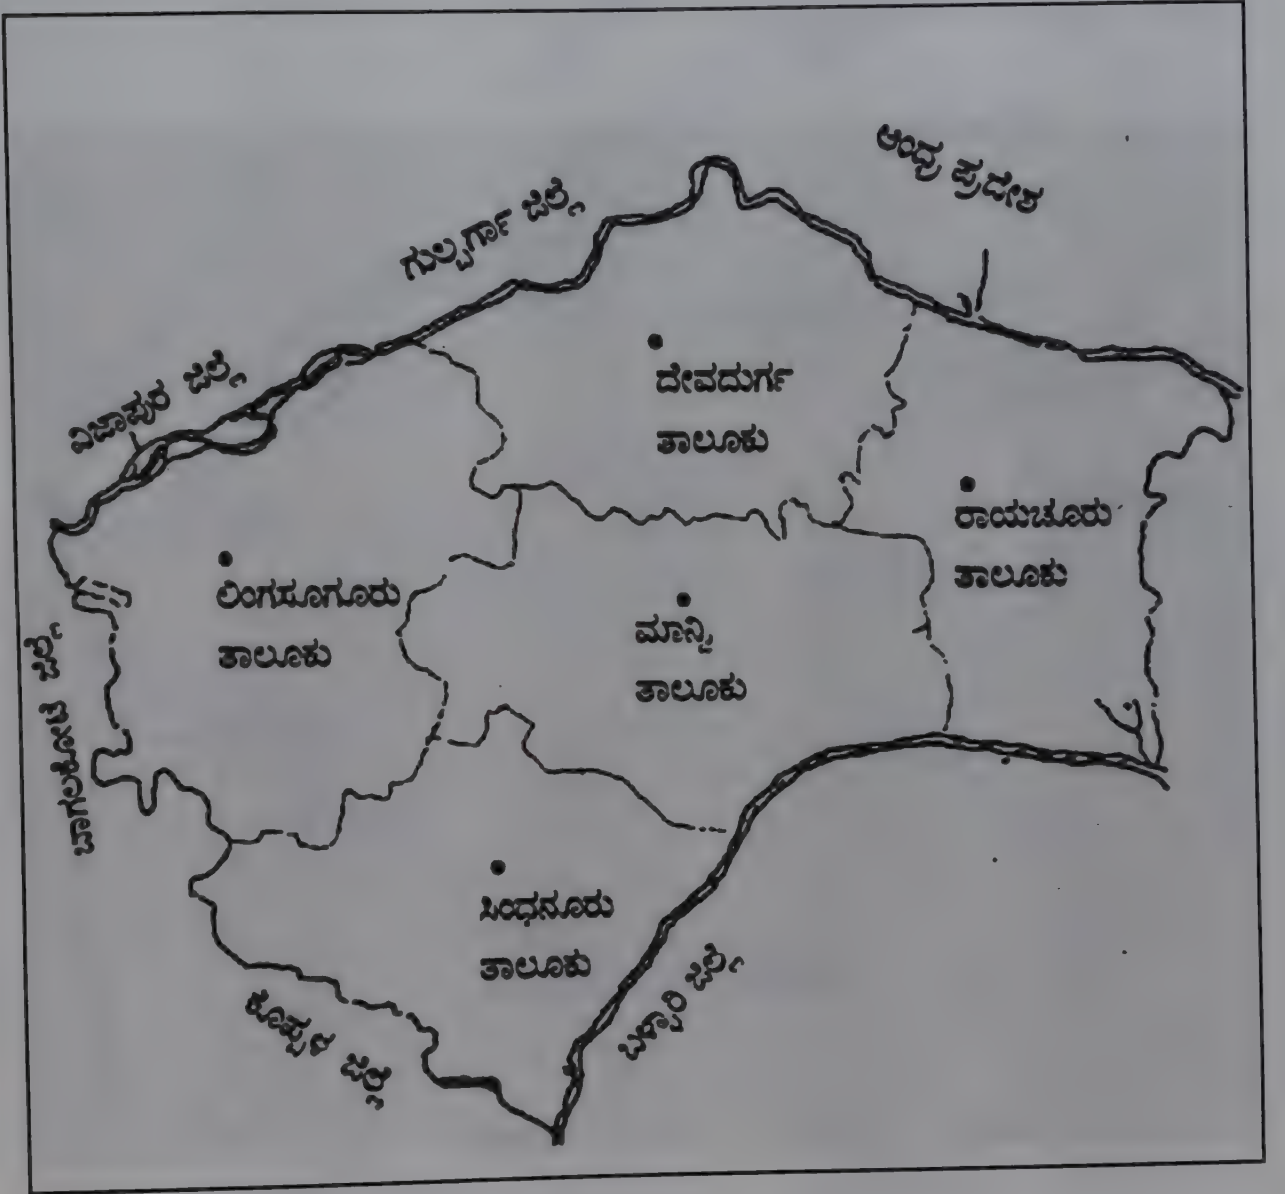 ಆಂಧ್ರ ಪ್ರದೇಶ
ಗುಲ್ಬರ್ಗಾ ಜಿಲ್ಲೆ
ವಿಜಾಪುರ ಜಿಲ್ಲೆ
ದೇವದುರ್ಗ
ತಾಲೂಕು
ರಾಯಚೂರು
ತಾಲೂಕು
ಲಿಂಗಸೂಗೂರು
ತಾಲೂಕು
ಮಾನ್ವಿ
ತಾಲೂಕು
ಬಾಗಲಕೋಟೆ ಜಿಲ್ಲೆ
ಸಿಂಧನೂರು
ತಾಲೂಕು
ಕೊಪ್ಪಳ ಜಿಲ್ಲೆ
ಬಳ್ಳಾರಿ ಜಿಲ್ಲೆ